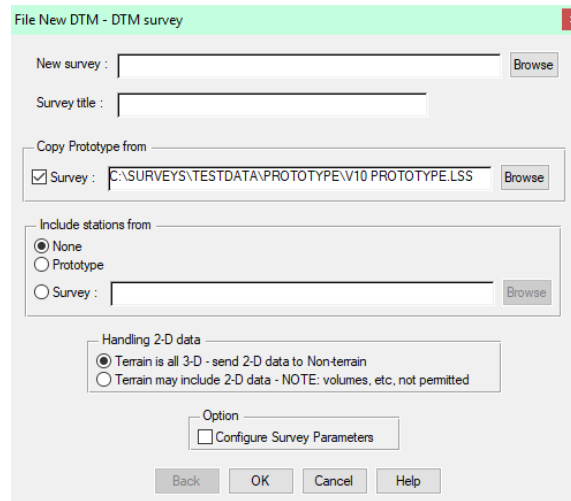 File New DTM - DTM survey
New survey : Browse
Survey title :
Copy Prototype from
Survey : C:\SURVEYS\TESTDATA\PROTOTYPE\V10 PROTOTYPE.LSS Browse
Include stations from
None
Prototype
Survey : Browse
Handling 2-D data
Terrain is all 3-D - send 2-D data to Non-terrain
Terrain may include 2-D data - NOTE: volumes, etc, not permitted
Option
Configure Survey Parameters
Back OK Cancel Help